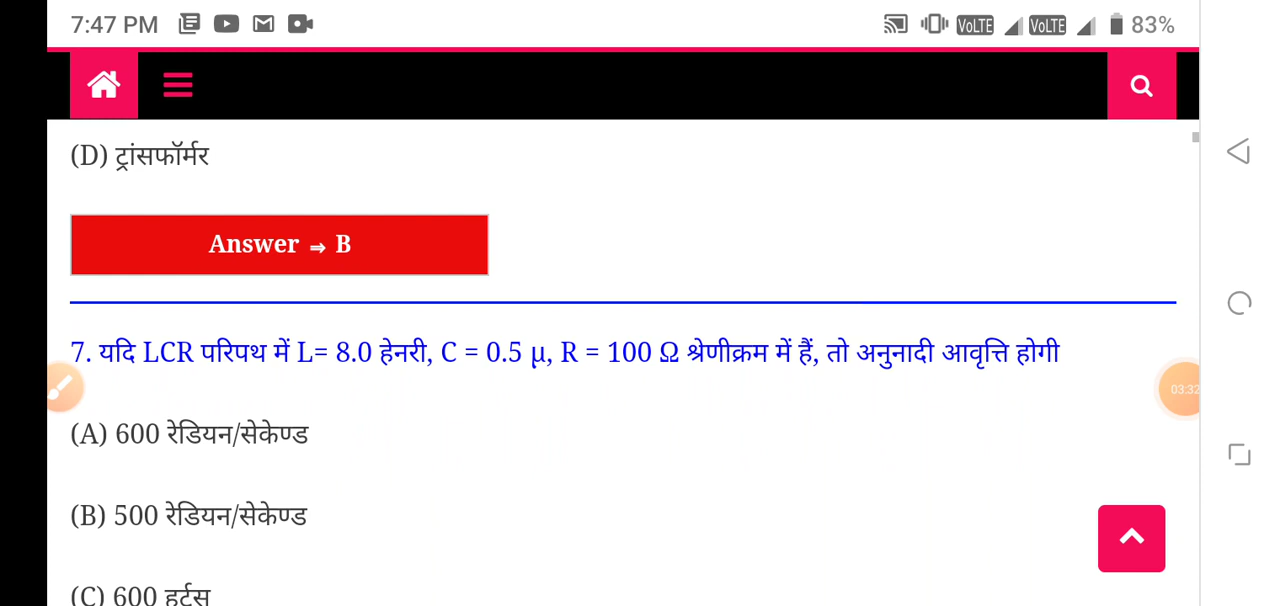 7:47 PM VoLTE VoLTE 83%
(D) ट्रांसफॉर्मर
Answer ⇒ B
7. यदि LCR परिपथ में L= 8.0 हेनरी, C = 0.5 μ, R = 100 Ω श्रेणीक्रम में हैं, तो अनुनादी आवृत्ति होगी
03:32
(A) 600 रेडियन/सेकेण्ड
(B) 500 रेडियन/सेकेण्ड
(C) 600 हर्ट्स